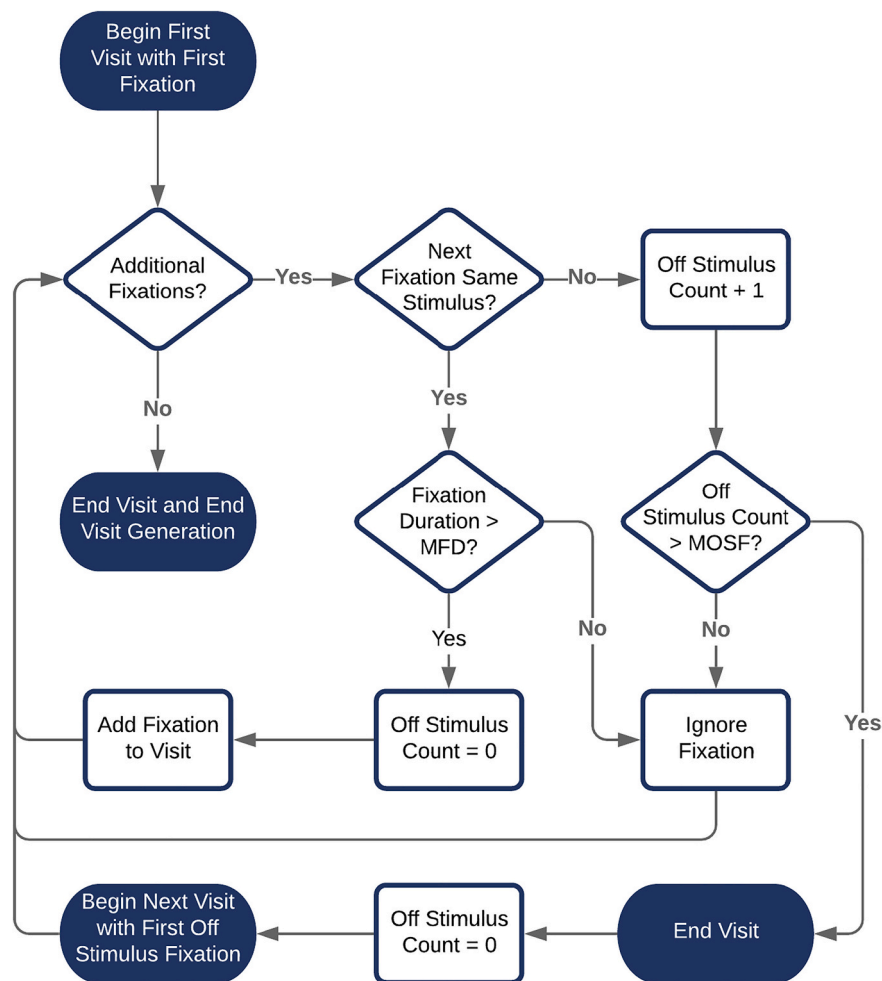 Begin First
Visit with First
Fixation
Additional
Fixations?
Yes
Next
Fixation Same
Stimulus?
No
Off Stimulus
Count + 1
No
Yes
End Visit and End
Visit Generation
Fixation
Duration >
MFD?
Off
Stimulus Count
> MOSF?
Yes
No
No
Add Fixation
to Visit
Off Stimulus
Count = 0
Ignore
Fixation
Yes
Begin Next Visit
with First Off
Stimulus Fixation
Off Stimulus
Count = 0
End Visit